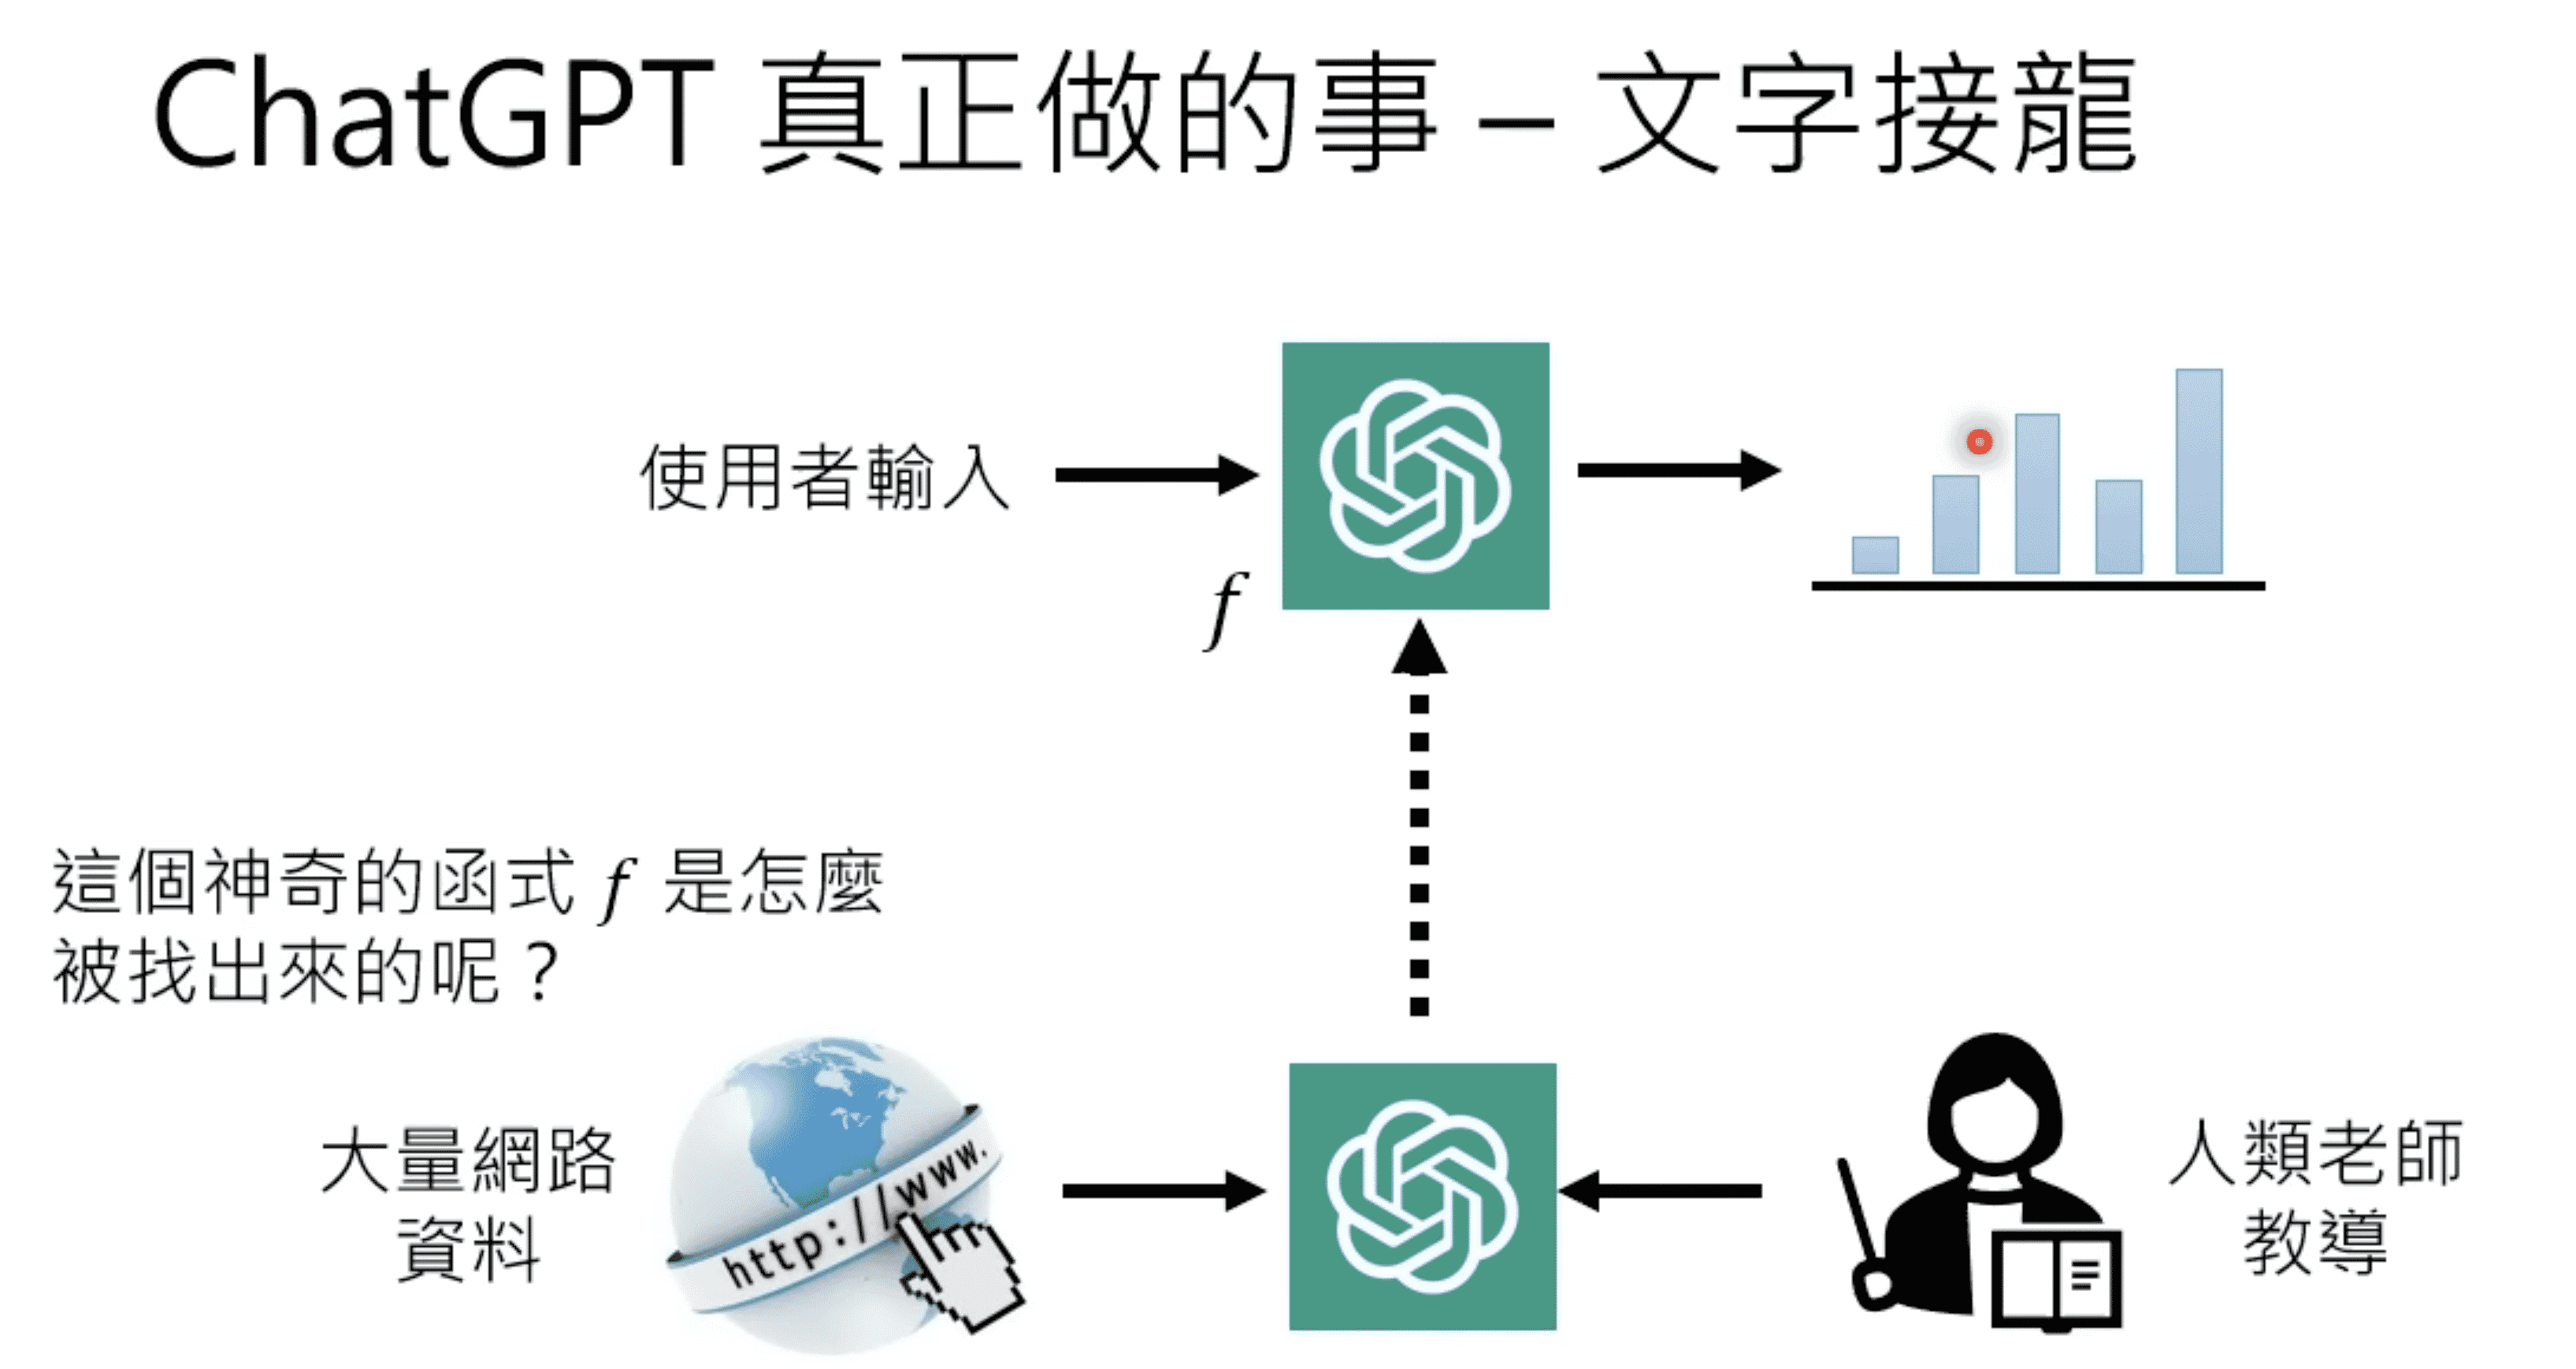 ChatGPT 真正做的事 – 文字接龍
使用者輸入
f
這個神奇的函式 f 是怎麼
被找出來的呢？
大量網路
資料
http://www.
人類老師
教導